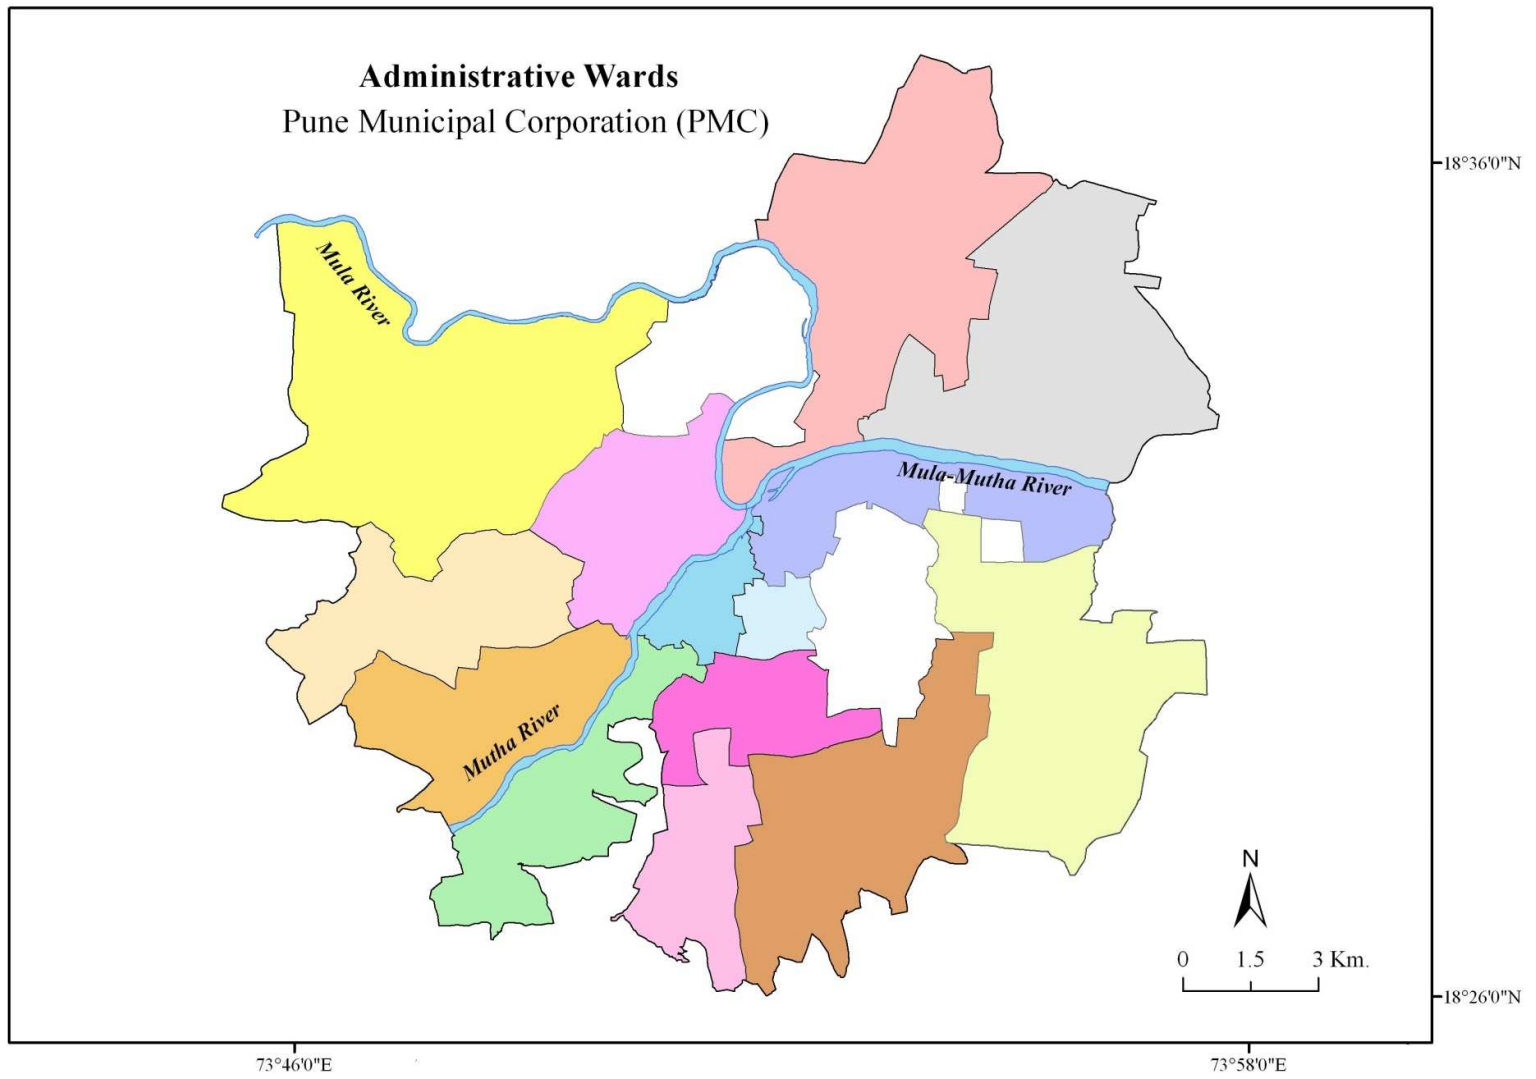 Administrative Wards
Pune Municipal Corporation (PMC)
18°36'0"N
Mula River
Mula-Mutha River
Mutha River
N
0 1.5 3 Km.
18°26'0"N
73°46'0"E 73°58'0"E